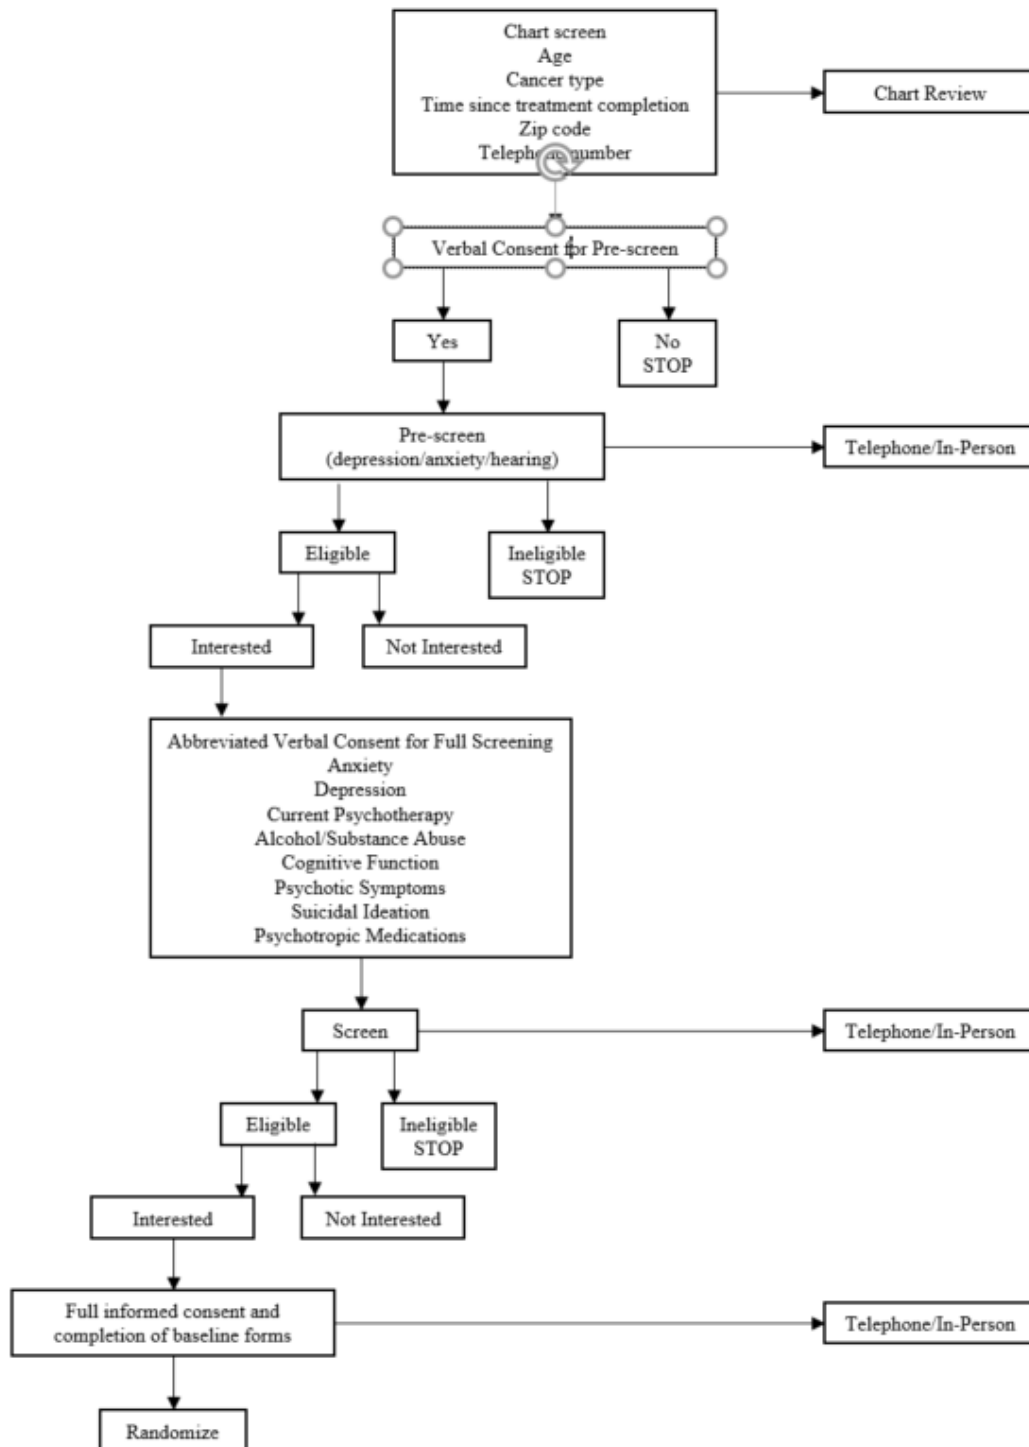 Chart screen
Age
Cancer type
Time since treatment completion
Zip code
Telephone number
Chart Review
Verbal Consent for Pre-screen
Yes
No
STOP
Pre-screen
(depression/anxiety/hearing)
Telephone/In-Person
Eligible
Ineligible
STOP
Interested
Not Interested
Abbreviated Verbal Consent for Full Screening
Anxiety
Depression
Current Psychotherapy
Alcohol/Substance Abuse
Cognitive Function
Psychotic Symptoms
Suicidal Ideation
Psychotropic Medications
Screen
Telephone/In-Person
Eligible
Ineligible
STOP
Interested
Not Interested
Full informed consent and
completion of baseline forms
Telephone/In-Person
Randomize